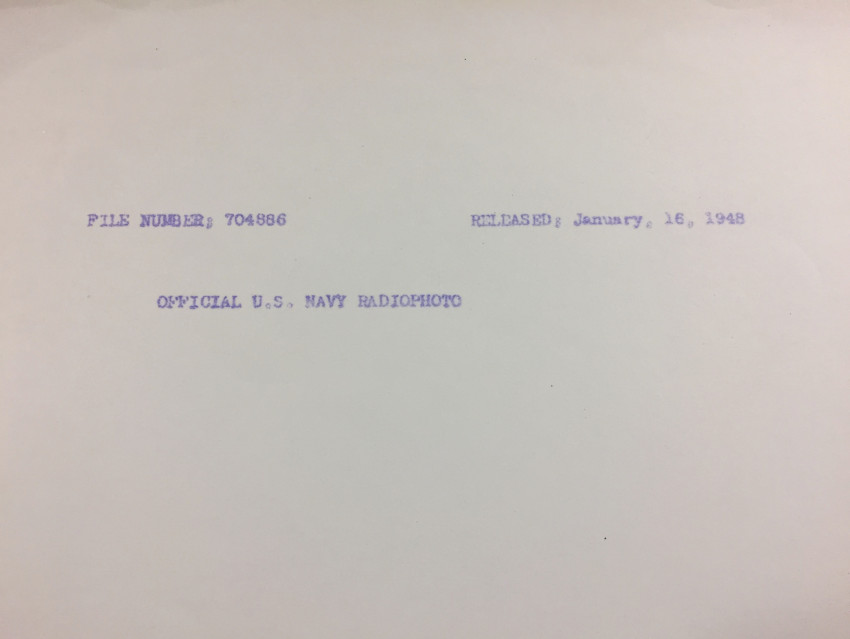 FILE NUMBER; 704886 RELEASED; January, 16, 1948
OFFICIAL U.S. NAVY RADIOPHOTO